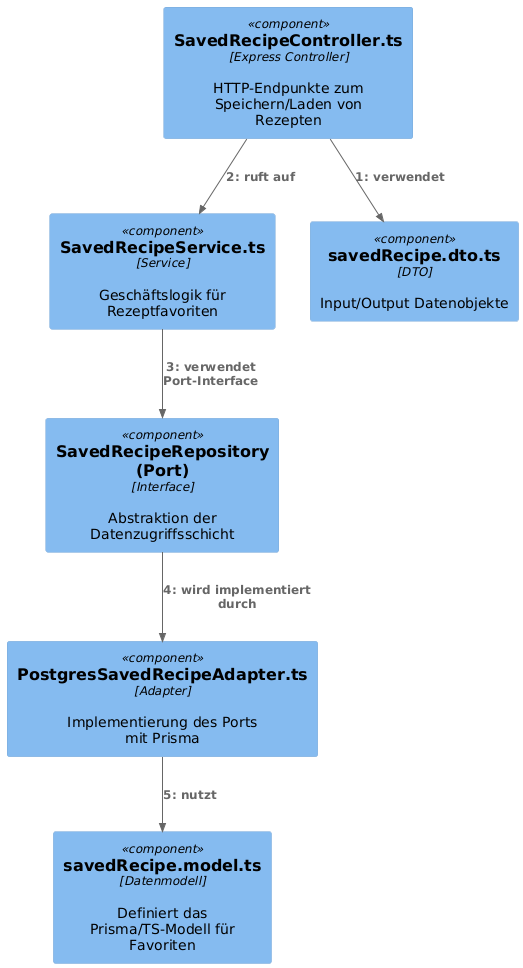 «component»
SavedRecipeController.ts
[Express Controller]
HTTP-Endpunkte zum
Speichern/Laden von
Rezepten
2: ruft auf
1: verwendet
«component»
SavedRecipeService.ts
[Service]
Geschäftslogik für
Rezeptfavoriten
«component»
savedRecipe.dto.ts
[DTO]
Input/Output Datenobjekte
3: verwendet
Port-Interface
«component»
SavedRecipeRepository
(Port)
[Interface]
Abstraktion der
Datenzugriffsschicht
4: wird implementiert
durch
«component»
PostgresSavedRecipeAdapter.ts
[Adapter]
Implementierung des Ports
mit Prisma
5: nutzt
«component»
savedRecipe.model.ts
[Datenmodell]
Definiert das
Prisma/TS-Modell für
Favoriten